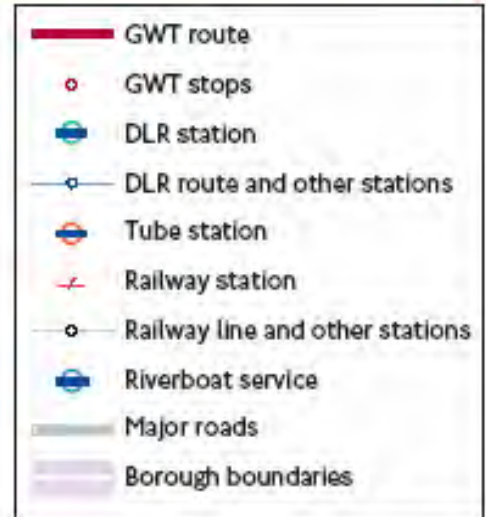 GWT route
GWT stops
DLR station
DLR route and other stations
Tube station
Railway station
Railway line and other stations
Riverboat service
Major roads
Borough boundaries